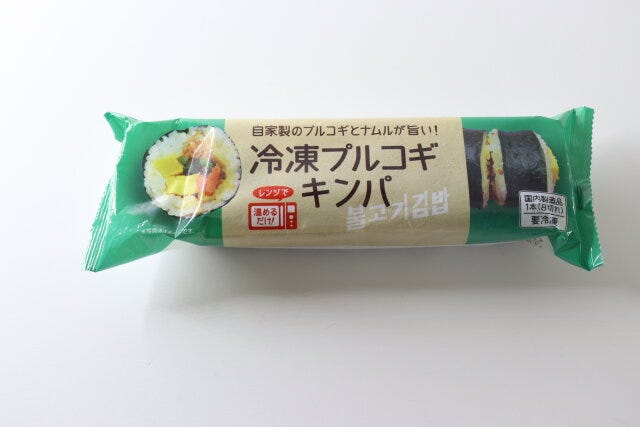 自家製のプルコギとナムルが旨い!
冷凍プルコギ
キンパ
レンジで
温める
だけ!
불고기김밥
国内製造品
1本(8切れ)
要冷凍